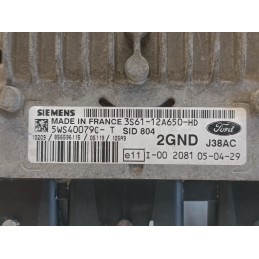 SIEMENS
MADE IN FRANCE 3S61-12A650-HD
5WS40079C- T SID 804
2GND J38AC
Ford
e11 I-00 2081 05-04-29